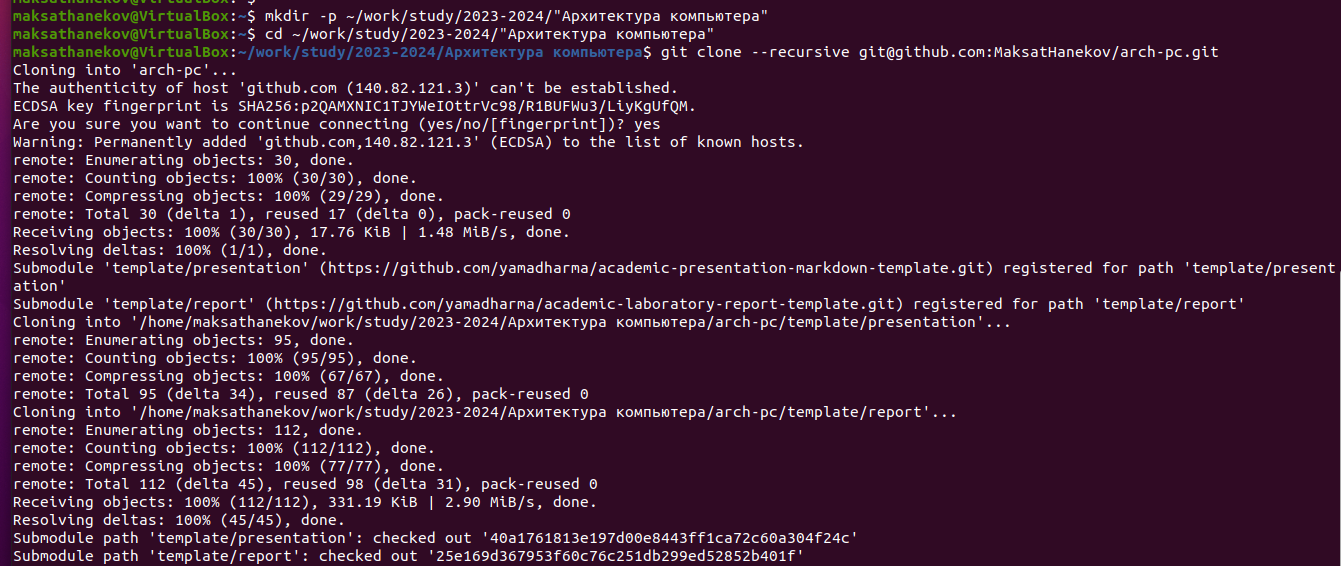 maksathanekov@VirtualBox:~$ mkdir -p ~/work/study/2023-2024/"Архитектура компьютера"
maksathanekov@VirtualBox:~$ cd ~/work/study/2023-2024/"Архитектура компьютера"
maksathanekov@VirtualBox:~/work/study/2023-2024/Архитектура компьютера$ git clone --recursive git@github.com:MaksatHanekov/arch-pc.git
Cloning into 'arch-pc'...
The authenticity of host 'github.com (140.82.121.3)' can't be established.
ECDSA key fingerprint is SHA256:p2QAMXNIC1TJYWeIOttrVc98/R1BUFWu3/LiyKgUfQM.
Are you sure you want to continue connecting (yes/no/[fingerprint])? yes
Warning: Permanently added 'github.com,140.82.121.3' (ECDSA) to the list of known hosts.
remote: Enumerating objects: 30, done.
remote: Counting objects: 100% (30/30), done.
remote: Compressing objects: 100% (29/29), done.
remote: Total 30 (delta 1), reused 17 (delta 0), pack-reused 0
Receiving objects: 100% (30/30), 17.76 KiB | 1.48 MiB/s, done.
Resolving deltas: 100% (1/1), done.
Submodule 'template/presentation' (https://github.com/yamadharma/academic-presentation-markdown-template.git) registered for path 'template/present
ation'
Submodule 'template/report' (https://github.com/yamadharma/academic-laboratory-report-template.git) registered for path 'template/report'
Cloning into '/home/maksathanekov/work/study/2023-2024/Архитектура компьютера/arch-pc/template/presentation'...
remote: Enumerating objects: 95, done.
remote: Counting objects: 100% (95/95), done.
remote: Compressing objects: 100% (67/67), done.
remote: Total 95 (delta 34), reused 87 (delta 26), pack-reused 0
Cloning into '/home/maksathanekov/work/study/2023-2024/Архитектура компьютера/arch-pc/template/report'...
remote: Enumerating objects: 112, done.
remote: Counting objects: 100% (112/112), done.
remote: Compressing objects: 100% (77/77), done.
remote: Total 112 (delta 45), reused 98 (delta 31), pack-reused 0
Receiving objects: 100% (112/112), 331.19 KiB | 2.90 MiB/s, done.
Resolving deltas: 100% (45/45), done.
Submodule path 'template/presentation': checked out '40a1761813e197d00e8443ff1ca72c60a304f24c'
Submodule path 'template/report': checked out '25e169d367953f60c76c251db299ed52852b401f'